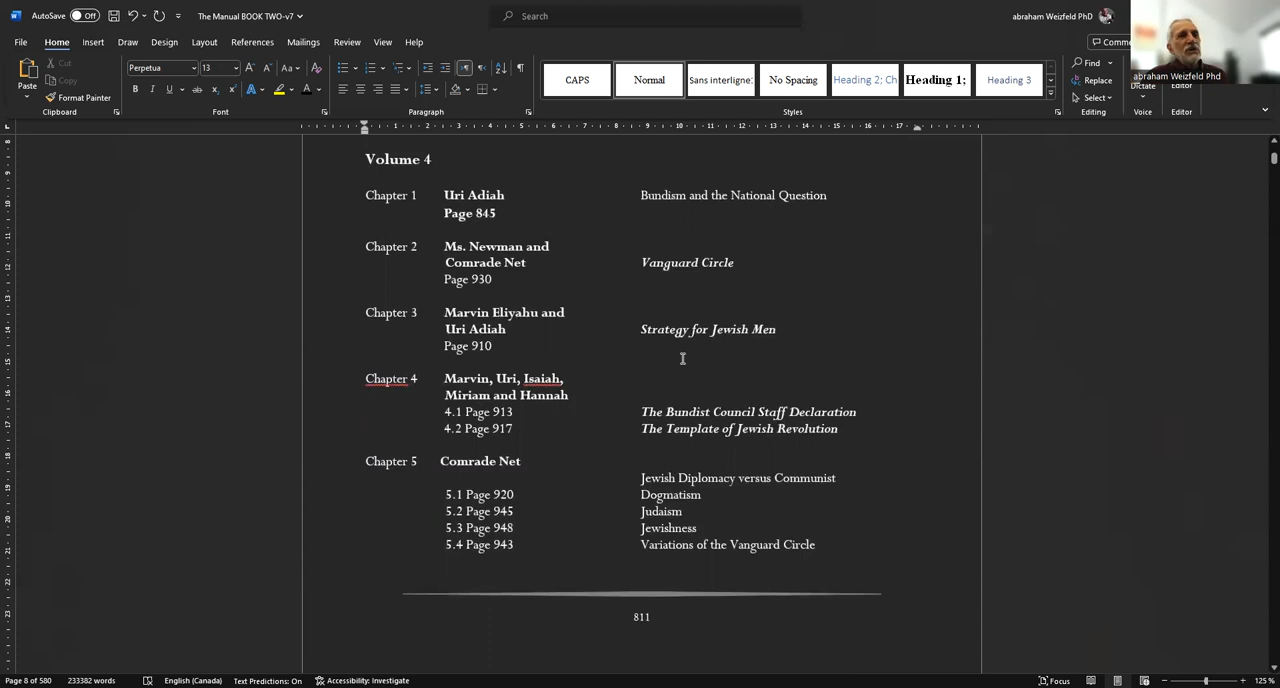 AutoSave Off The Manual BOOK TWO-v7 Search abraham Weizfeld PhD
File Home Insert Draw Design Layout References Mailings Review View Help Comme
abraham Weizfeld Phd
Paste Cut Copy Format Painter
Perpetua 13
CAPS Normal Sans interligne; No Spacing Heading 2; Ch Heading 1; Heading 3
Find Replace Select
Dictate Editor
Clipboard Font Paragraph Styles Editing Voice Editor
Volume 4
Chapter 1 Uri Adiah Bundism and the National Question
Page 845
Chapter 2 Ms. Newman and
Comrade Net Vanguard Circle
Page 930
Chapter 3 Marvin Eliyahu and
Uri Adiah Strategy for Jewish Men
Page 910
Chapter 4 Marvin, Uri, Isaiah,
Miriam and Hannah
4.1 Page 913 The Bundist Council Staff Declaration
4.2 Page 917 The Template of Jewish Revolution
Chapter 5 Comrade Net
Jewish Diplomacy versus Communist
5.1 Page 920 Dogmatism
5.2 Page 945 Judaism
5.3 Page 948 Jewishness
5.4 Page 943 Variations of the Vanguard Circle
811
Page 8 of 580 233382 words English (Canada) Text Predictions: On Accessibility: Investigate Focus 125 %